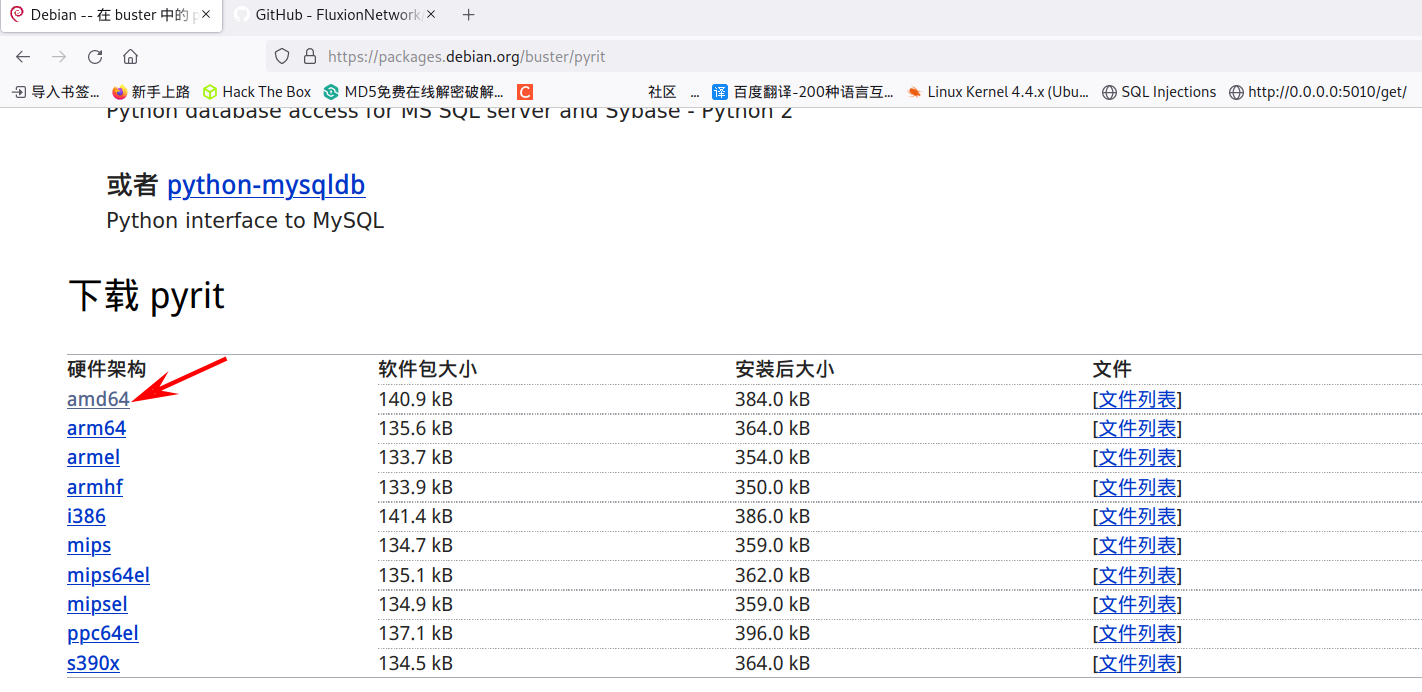 Debian -- 在 buster 中的 p
GitHub - FluxionNetwork/
https://packages.debian.org/buster/pyrit
导入书签... 新手上路 Hack The Box MD5免费在线解密破解... C 社区 ... 译 百度翻译-200种语言互... Linux Kernel 4.4.x (Ubu... SQL Injections http://0.0.0.0:5010/get/
Python database access for MS SQL server and Sybase - Python 2
或者 python-mysqldb
Python interface to MySQL
下载 pyrit
硬件架构 软件包大小 安装后大小 文件
amd64 140.9 kB 384.0 kB [文件列表]
arm64 135.6 kB 364.0 kB [文件列表]
armel 133.7 kB 354.0 kB [文件列表]
armhf 133.9 kB 350.0 kB [文件列表]
i386 141.4 kB 386.0 kB [文件列表]
mips 134.7 kB 359.0 kB [文件列表]
mips64el 135.1 kB 362.0 kB [文件列表]
mipsel 134.9 kB 359.0 kB [文件列表]
ppc64el 137.1 kB 396.0 kB [文件列表]
s390x 134.5 kB 364.0 kB [文件列表]